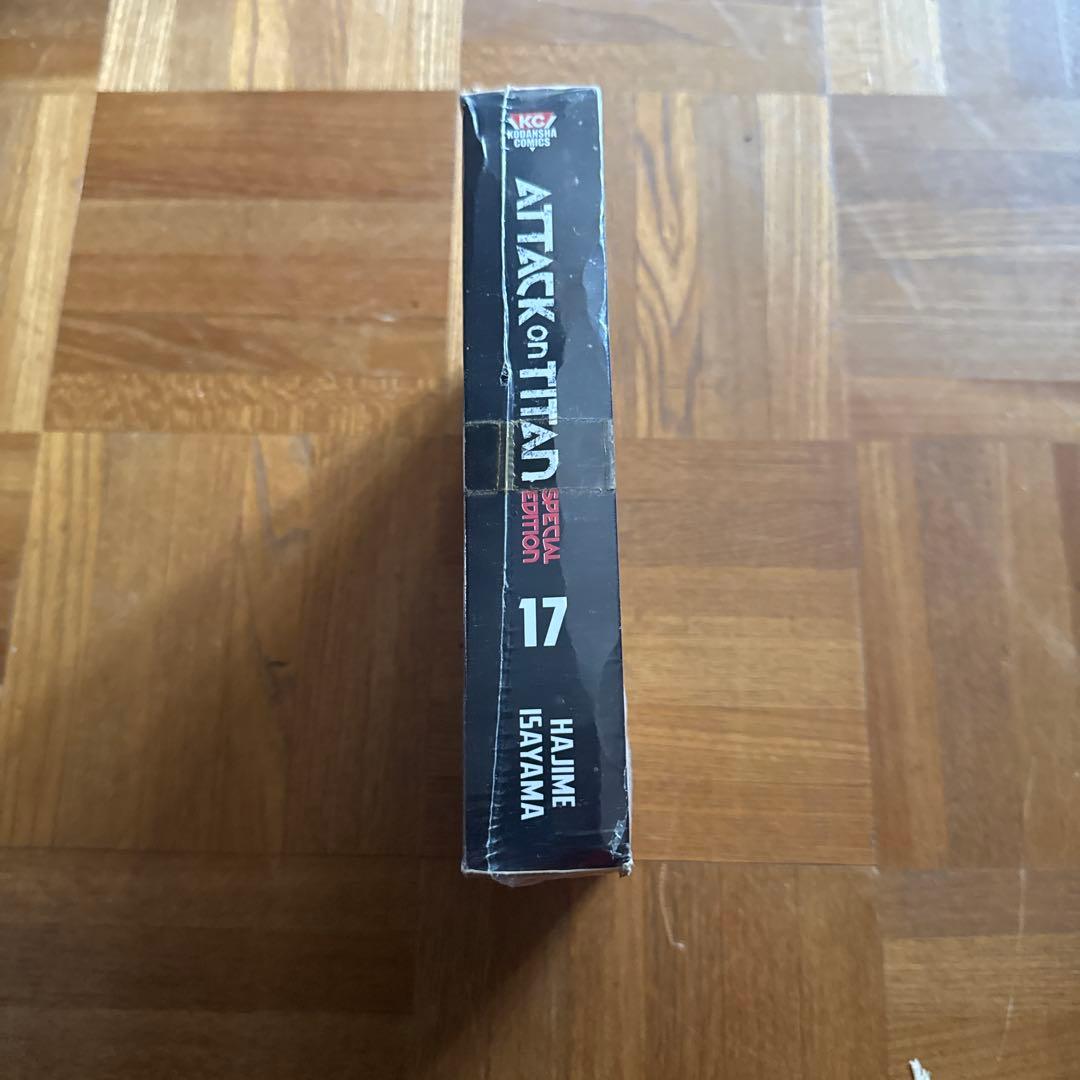 KC
KODANSHA
COMICS
ATTACK on TITAN
SPECIAL
EDITION
17
HAJIME
ISAYAMA